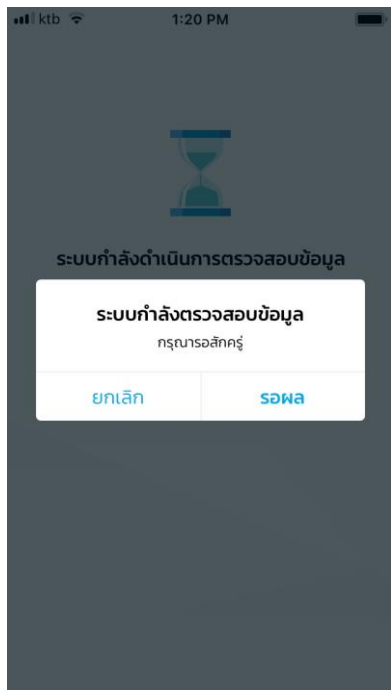 ktb 1:20 PM
ระบบกำลังดำเนินการตรวจสอบข้อมูล
ระบบกำลังตรวจสอบข้อมูล
กรุณารอสักครู่
ยกเลิก รอผล